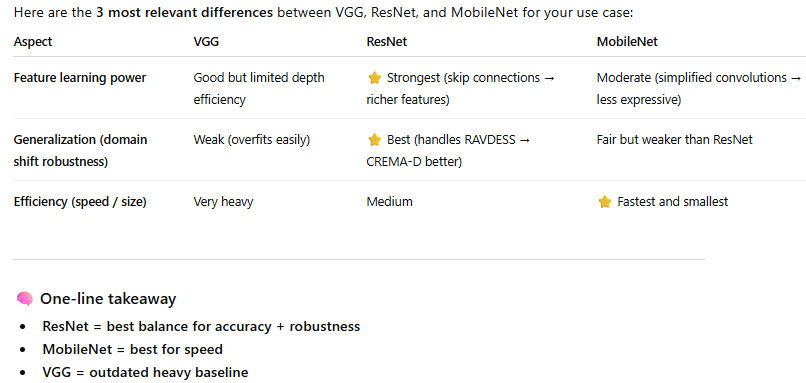 Here are the 3 most relevant differences between VGG, ResNet, and MobileNet for your use case:
Aspect VGG ResNet MobileNet
Feature learning power Good but limited depth efficiency ⭐ Strongest (skip connections → richer features) Moderate (simplified convolutions → less expressive)
Generalization (domain shift robustness) Weak (overfits easily) ⭐ Best (handles RAVDESS → CREMA-D better) Fair but weaker than ResNet
Efficiency (speed / size) Very heavy Medium ⭐ Fastest and smallest
🧠 One-line takeaway
• ResNet = best balance for accuracy + robustness
• MobileNet = best for speed
• VGG = outdated heavy baseline